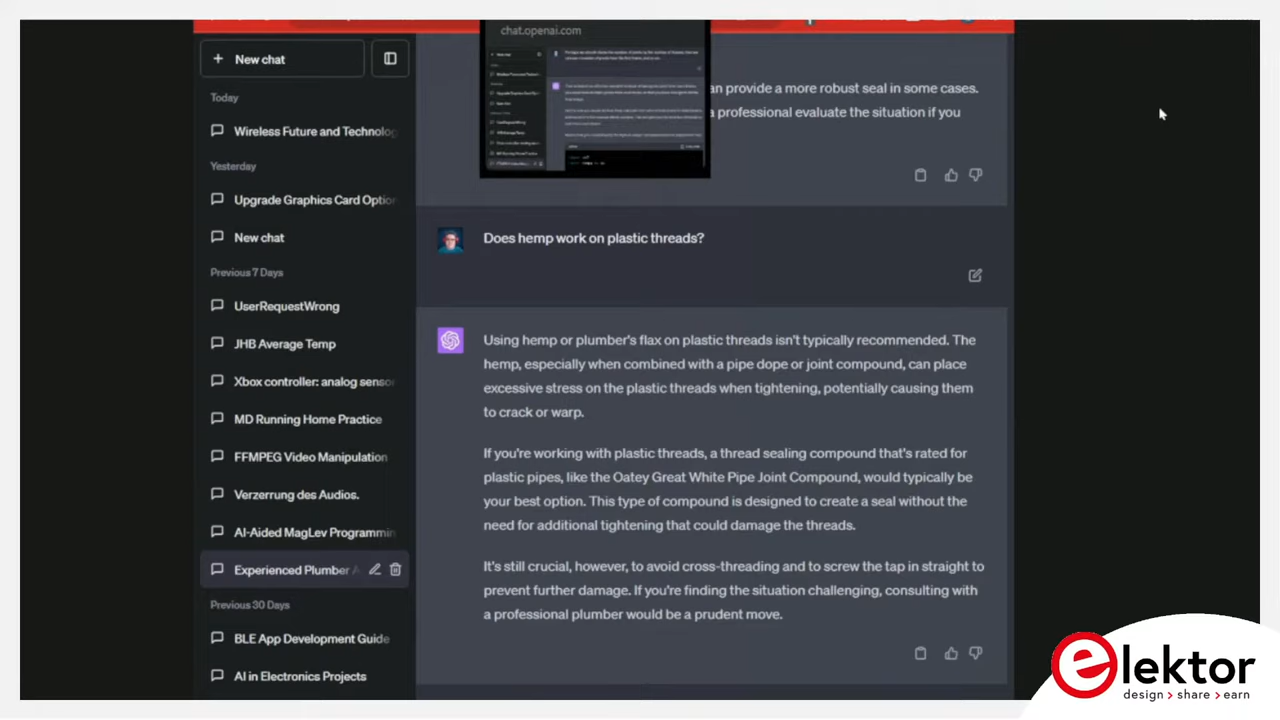 chat.openai.com
New chat
Today
Wireless Future and Technolog
Yesterday
Upgrade Graphics Card Option
New chat
Previous 7 Days
UserRequestWrong
JHB Average Temp
Xbox controller: analog sensor
MD Running Home Practice
FFMPEG Video Manipulation
Verzerrung des Audios.
AI-Aided MagLev Programmin
Experienced Plumber A
Previous 30 Days
BLE App Development Guide
AI in Electronics Projects
an provide a more robust seal in some cases.
a professional evaluate the situation if you
Does hemp work on plastic threads?
Using hemp or plumber's flax on plastic threads isn't typically recommended. The
hemp, especially when combined with a pipe dope or joint compound, can place
excessive stress on the plastic threads when tightening, potentially causing them
to crack or warp.
If you're working with plastic threads, a thread sealing compound that's rated for
plastic pipes, like the Oatey Great White Pipe Joint Compound, would typically be
your best option. This type of compound is designed to create a seal without the
need for additional tightening that could damage the threads.
It's still crucial, however, to avoid cross-threading and to screw the tap in straight to
prevent further damage. If you're finding the situation challenging, consulting with
a professional plumber would be a prudent move.
elektor
design > share > earn